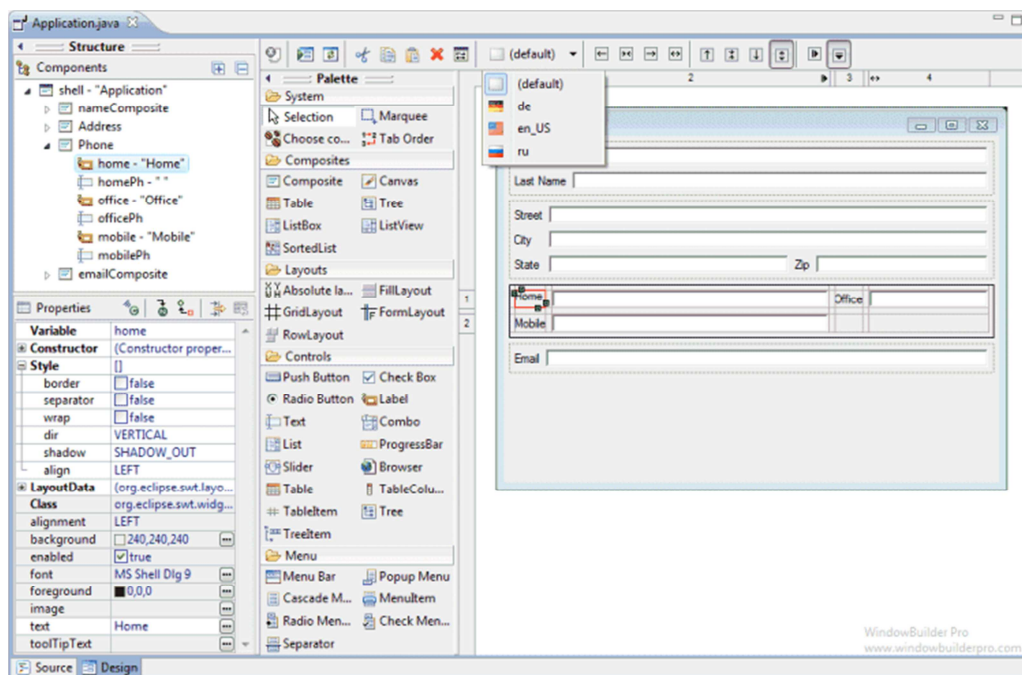 Application.java
Structure
Components
shell - "Application"
nameComposite
Address
Phone
home - "Home"
homePh - " "
office - "Office"
officePh
mobile - "Mobile"
mobilePh
emailComposite
Properties
Variable home
Constructor (Constructor proper...
Style []
border false
separator false
wrap false
dir VERTICAL
shadow SHADOW_OUT
align LEFT
LayoutData (org.eclipse.swt.layo...
Class org.eclipse.swt.widg...
alignment LEFT
background 240,240,240
enabled true
font MS Shell Dlg 9
foreground 0,0,0
image
text Home
toolTipText
Source Design
Palette
System
Selection Marquee
Choose co... Tab Order
Composites
Composite Canvas
Table Tree
ListBox ListView
SortedList
Layouts
Absolute la... FillLayout
GridLayout FormLayout
RowLayout
Controls
Push Button Check Box
Radio Button Label
Text Combo
List ProgressBar
Slider Browser
Table TableColu...
TableItem Tree
TreeItem
Menu
Menu Bar Popup Menu
Cascade M... MenuItem
Radio Men... Check Men...
Separator
(default)
(default)
de
en_US
ru
2 3 4
1
2
Last Name
Street
City
State Zip
Home Office
Mobile
Email
WindowBuilder Pro
www.windowbuilderpro.com